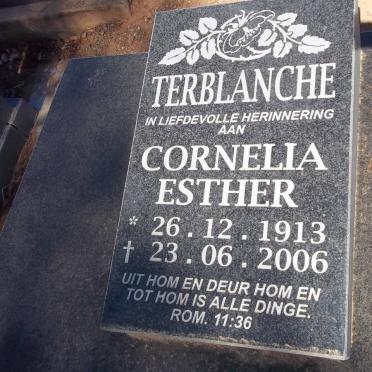 TERBLANCHE
IN LIEFDEVOLLE HERINNERING
AAN
CORNELIA
ESTHER
* 26 . 12 . 1913
† 23 . 06 . 2006
UIT HOM EN DEUR HOM EN
TOT HOM IS ALLE DINGE.
ROM. 11:36